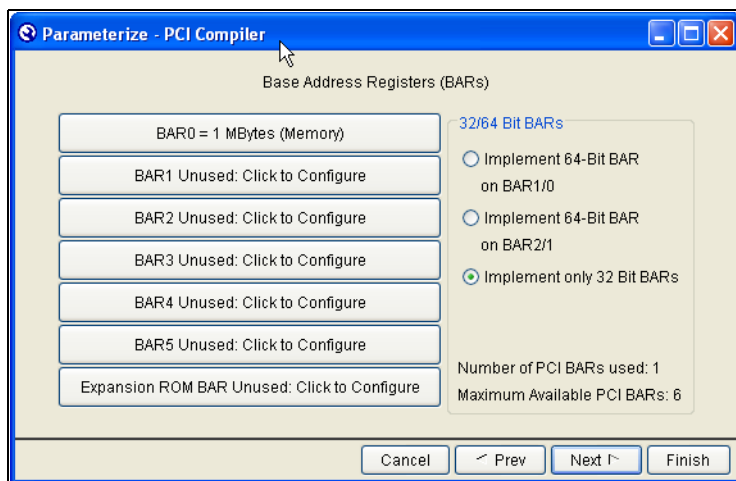 Parameterize - PCI Compiler
Base Address Registers (BARs)
BAR0 = 1 MBytes (Memory)
BAR1 Unused: Click to Configure
BAR2 Unused: Click to Configure
BAR3 Unused: Click to Configure
BAR4 Unused: Click to Configure
BAR5 Unused: Click to Configure
Expansion ROM BAR Unused: Click to Configure
32/64 Bit BARs
Implement 64-Bit BAR
on BAR1/0
Implement 64-Bit BAR
on BAR2/1
Implement only 32 Bit BARs
Number of PCI BARs used: 1
Maximum Available PCI BARs: 6
Cancel
Prev
Next
Finish